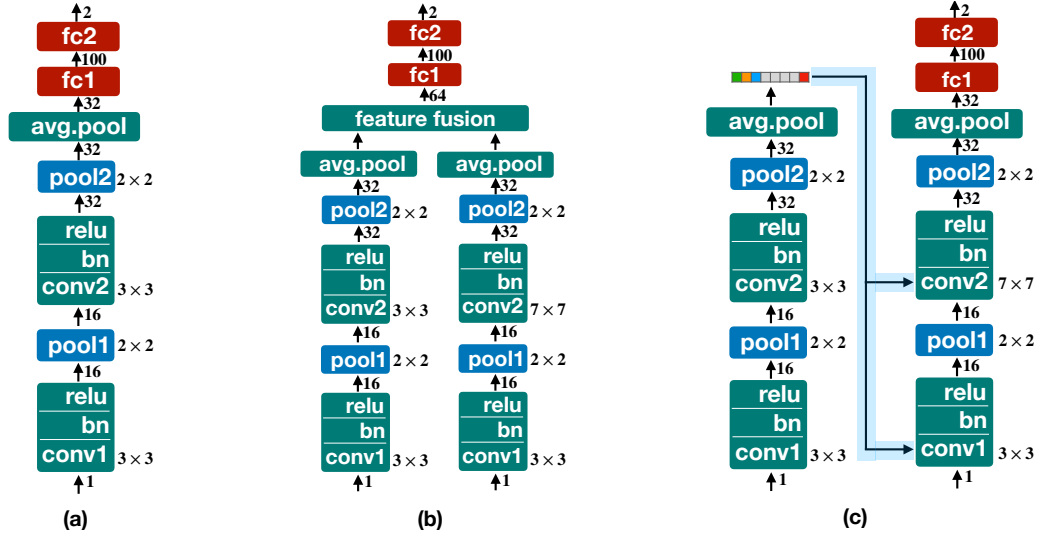 2
fc2
100
fc1
32
avg.pool
32
pool2 2 × 2
32
relu
bn
conv2 3 × 3
16
pool1 2 × 2
16
relu
bn
conv1 3 × 3
1
(a)
2
fc2
100
fc1
64
feature fusion
avg.pool avg.pool
32 32
pool2 2 × 2 pool2 2 × 2
32 32
relu relu
bn bn
conv2 3 × 3 conv2 7 × 7
16 16
pool1 2 × 2 pool1 2 × 2
16 16
relu relu
bn bn
conv1 3 × 3 conv1 3 × 3
1 1
(b)
2
fc2
100
fc1
32
avg.pool avg.pool
32 32
pool2 2 × 2 pool2 2 × 2
32 32
relu relu
bn bn
conv2 3 × 3 conv2 7 × 7
16 16
pool1 2 × 2 pool1 2 × 2
16 16
relu relu
bn bn
conv1 3 × 3 conv1 3 × 3
1 1
(c)